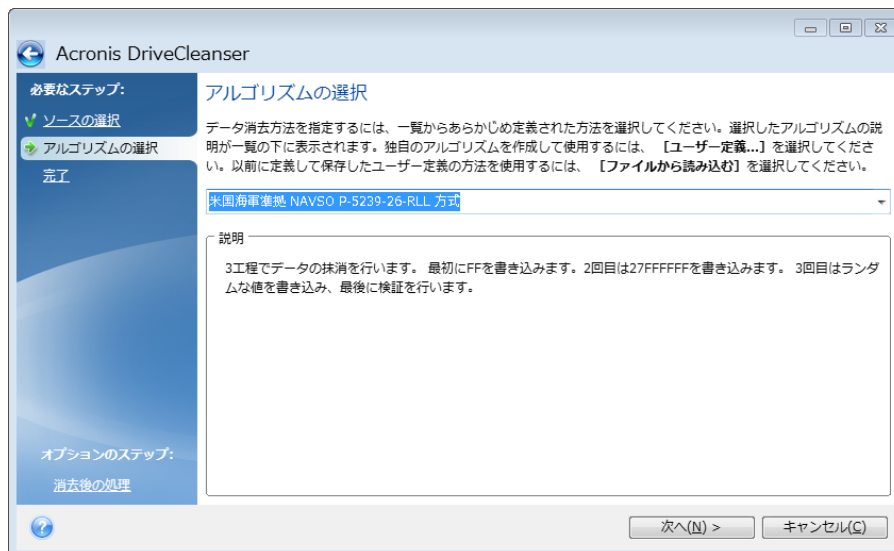 Acronis DriveCleanser
必要なステップ:
ソースの選択
アルゴリズムの選択
完了
オプションのステップ:
消去後の処理
アルゴリズムの選択
データ消去方法を指定するには、一覧からあらかじめ定義された方法を選択してください。選択したアルゴリズムの説
明が一覧の下に表示されます。独自のアルゴリズムを作成して使用するには、 [ユーザー定義...] を選択してくださ
い。以前に定義して保存したユーザー定義の方法を使用するには、 [ファイルから読み込む] を選択してください。
米国海軍準拠 NAVSO P-5239-26-RLL 方式
説明
3工程でデータの抹消を行います。 最初にFFを書き込みます。2回目は27FFFFFFを書き込みます。 3回目はランダ
ムな値を書き込み、最後に検証を行います。
次へ(N) >
キャンセル(C)